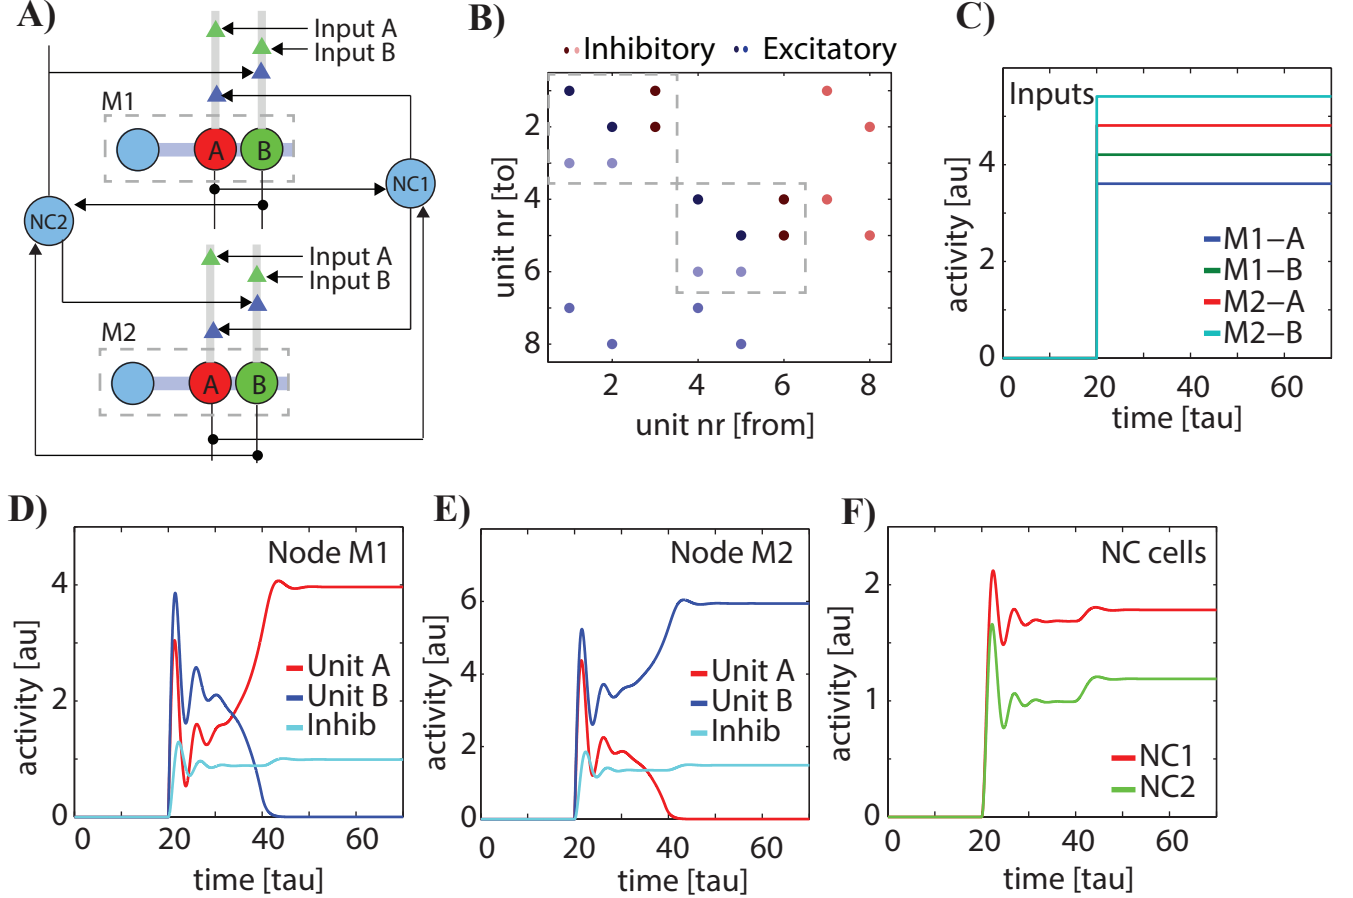 A)
Input A
Input B
M1
A
B
NC1
NC2
Input A
Input B
M2
A
B
B)
Inhibitory
Excitatory
2
4
6
8
unit nr [to]
2
4
6
8
unit nr [from]
C)
Inputs
4
2
0
activity [au]
M1–A
M1–B
M2–A
M2–B
0
20
40
60
time [tau]
D)
Node M1
4
2
0
activity [au]
Unit A
Unit B
Inhib
0
20
40
60
time [tau]
E)
Node M2
6
4
2
0
activity [au]
Unit A
Unit B
Inhib
0
20
40
60
time [tau]
F)
NC cells
2
1
0
activity [au]
NC1
NC2
0
20
40
60
time [tau]